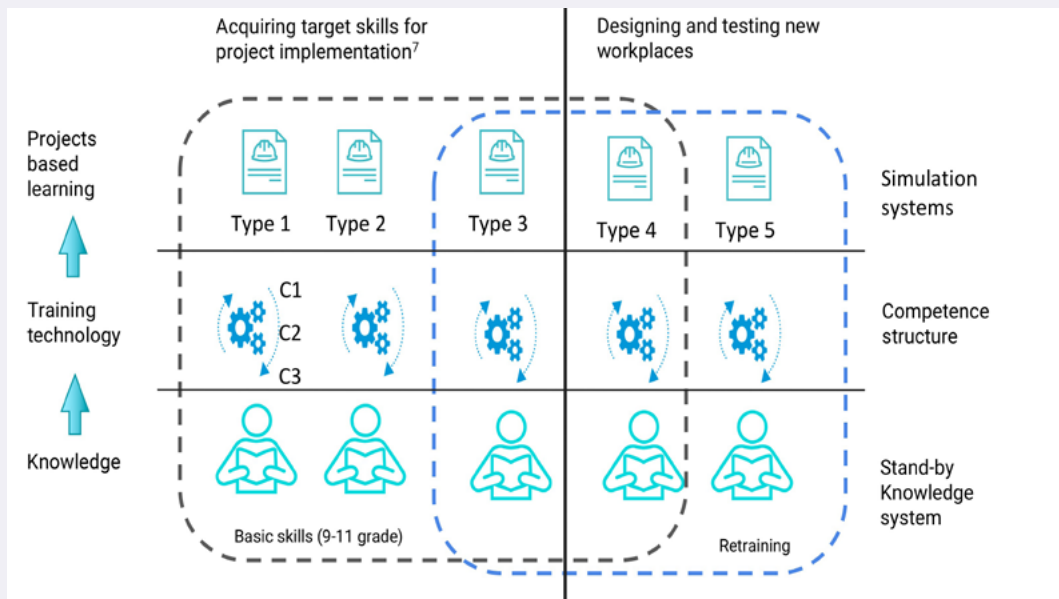 Acquiring target skills for
project implementation7
Designing and testing new
workplaces
Projects
based
learning
Type 1
Type 2
Type 3
Type 4
Type 5
Simulation
systems
Training
technology
C1
C2
C3
Competence
structure
Knowledge
Stand-by
Knowledge
system
Basic skills (9-11 grade)
Retraining